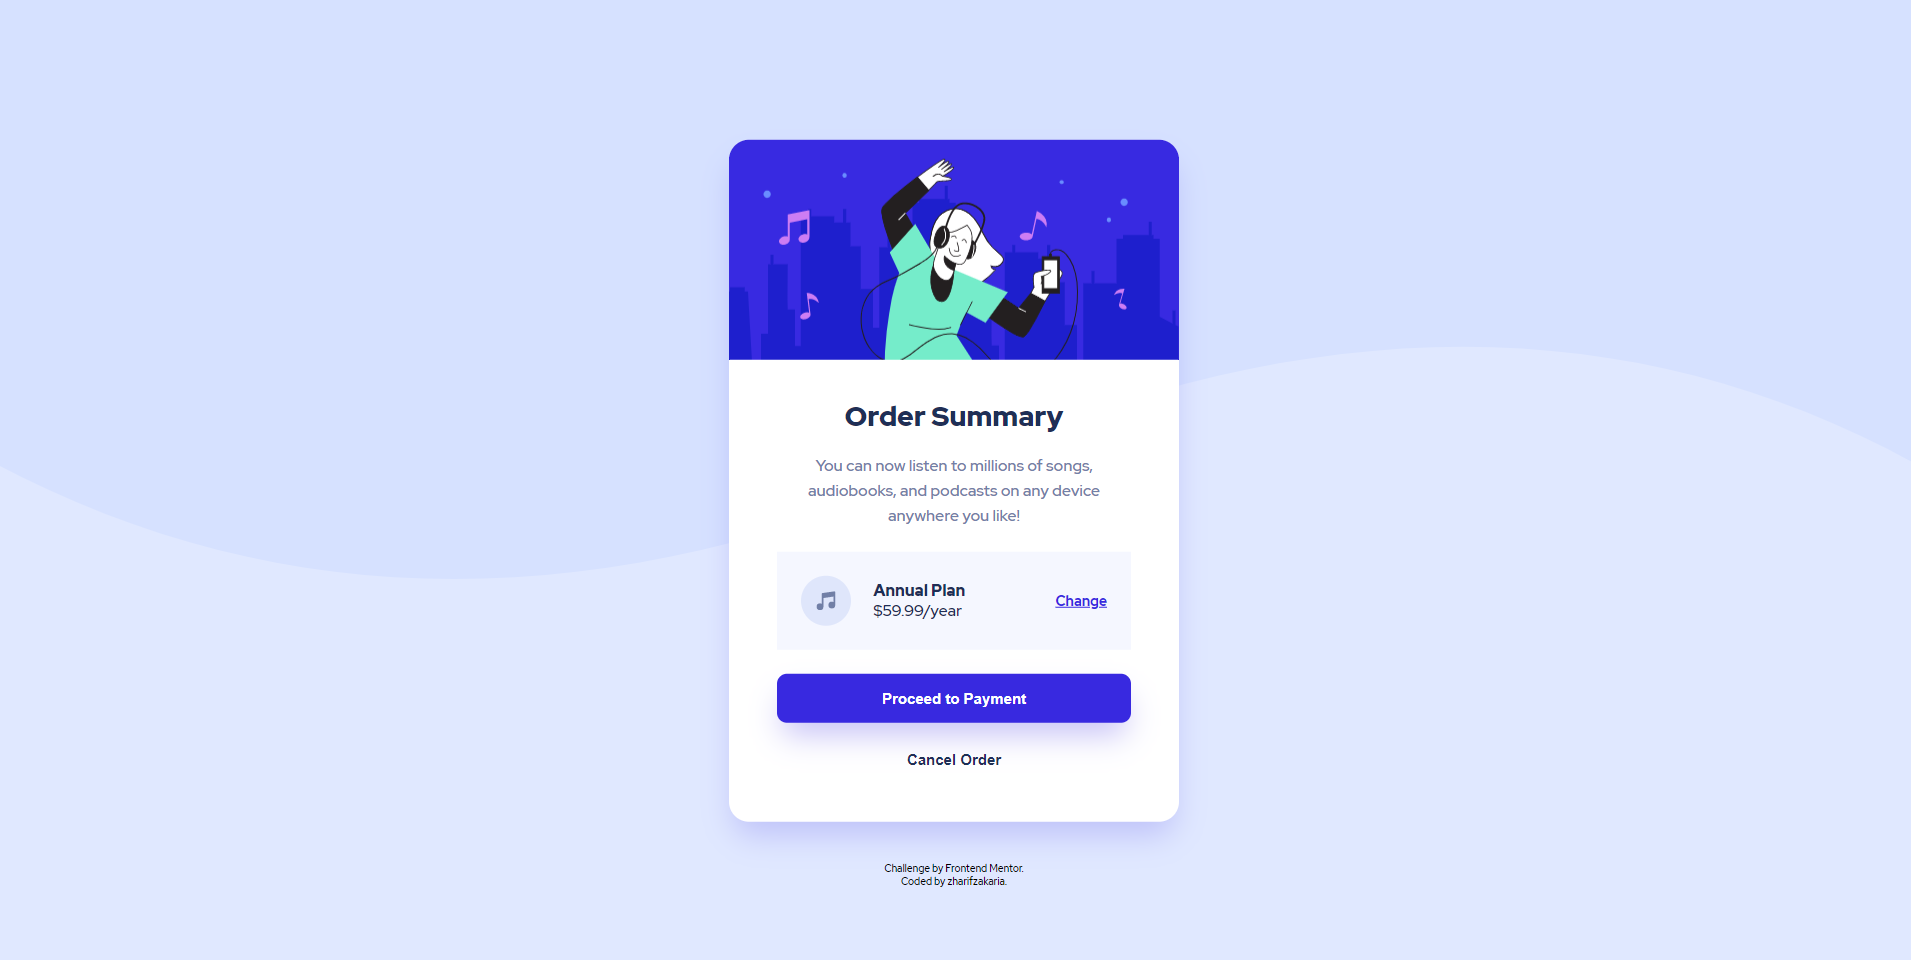 Order Summary
You can now listen to millions of songs,
audiobooks, and podcasts on any device
anywhere you like!
Annual Plan
$59.99/year
Change
Proceed to Payment
Cancel Order
Challenge by Frontend Mentor.
Coded by zharifzakaria.